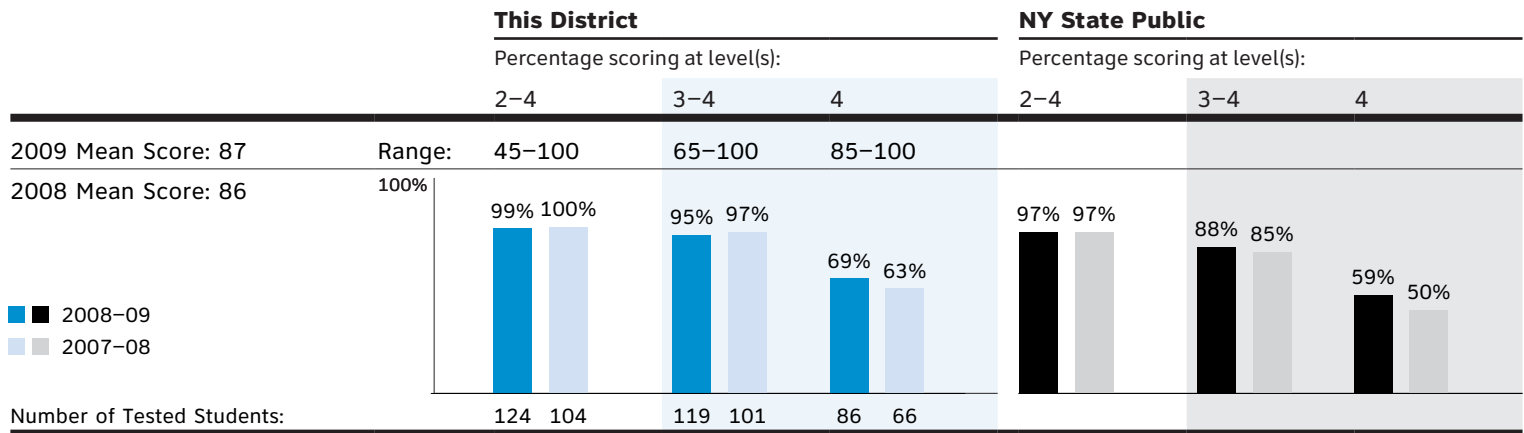 This District NY State Public
Percentage scoring at level(s): Percentage scoring at level(s):
2–4 3–4 4 2–4 3–4 4
2009 Mean Score: 87 Range: 45–100 65–100 85–100
2008 Mean Score: 86 100%
99% 100% 95% 97% 69% 63% 97% 97% 88% 85% 59% 50%
2008–09
2007–08
Number of Tested Students: 124 104 119 101 86 66